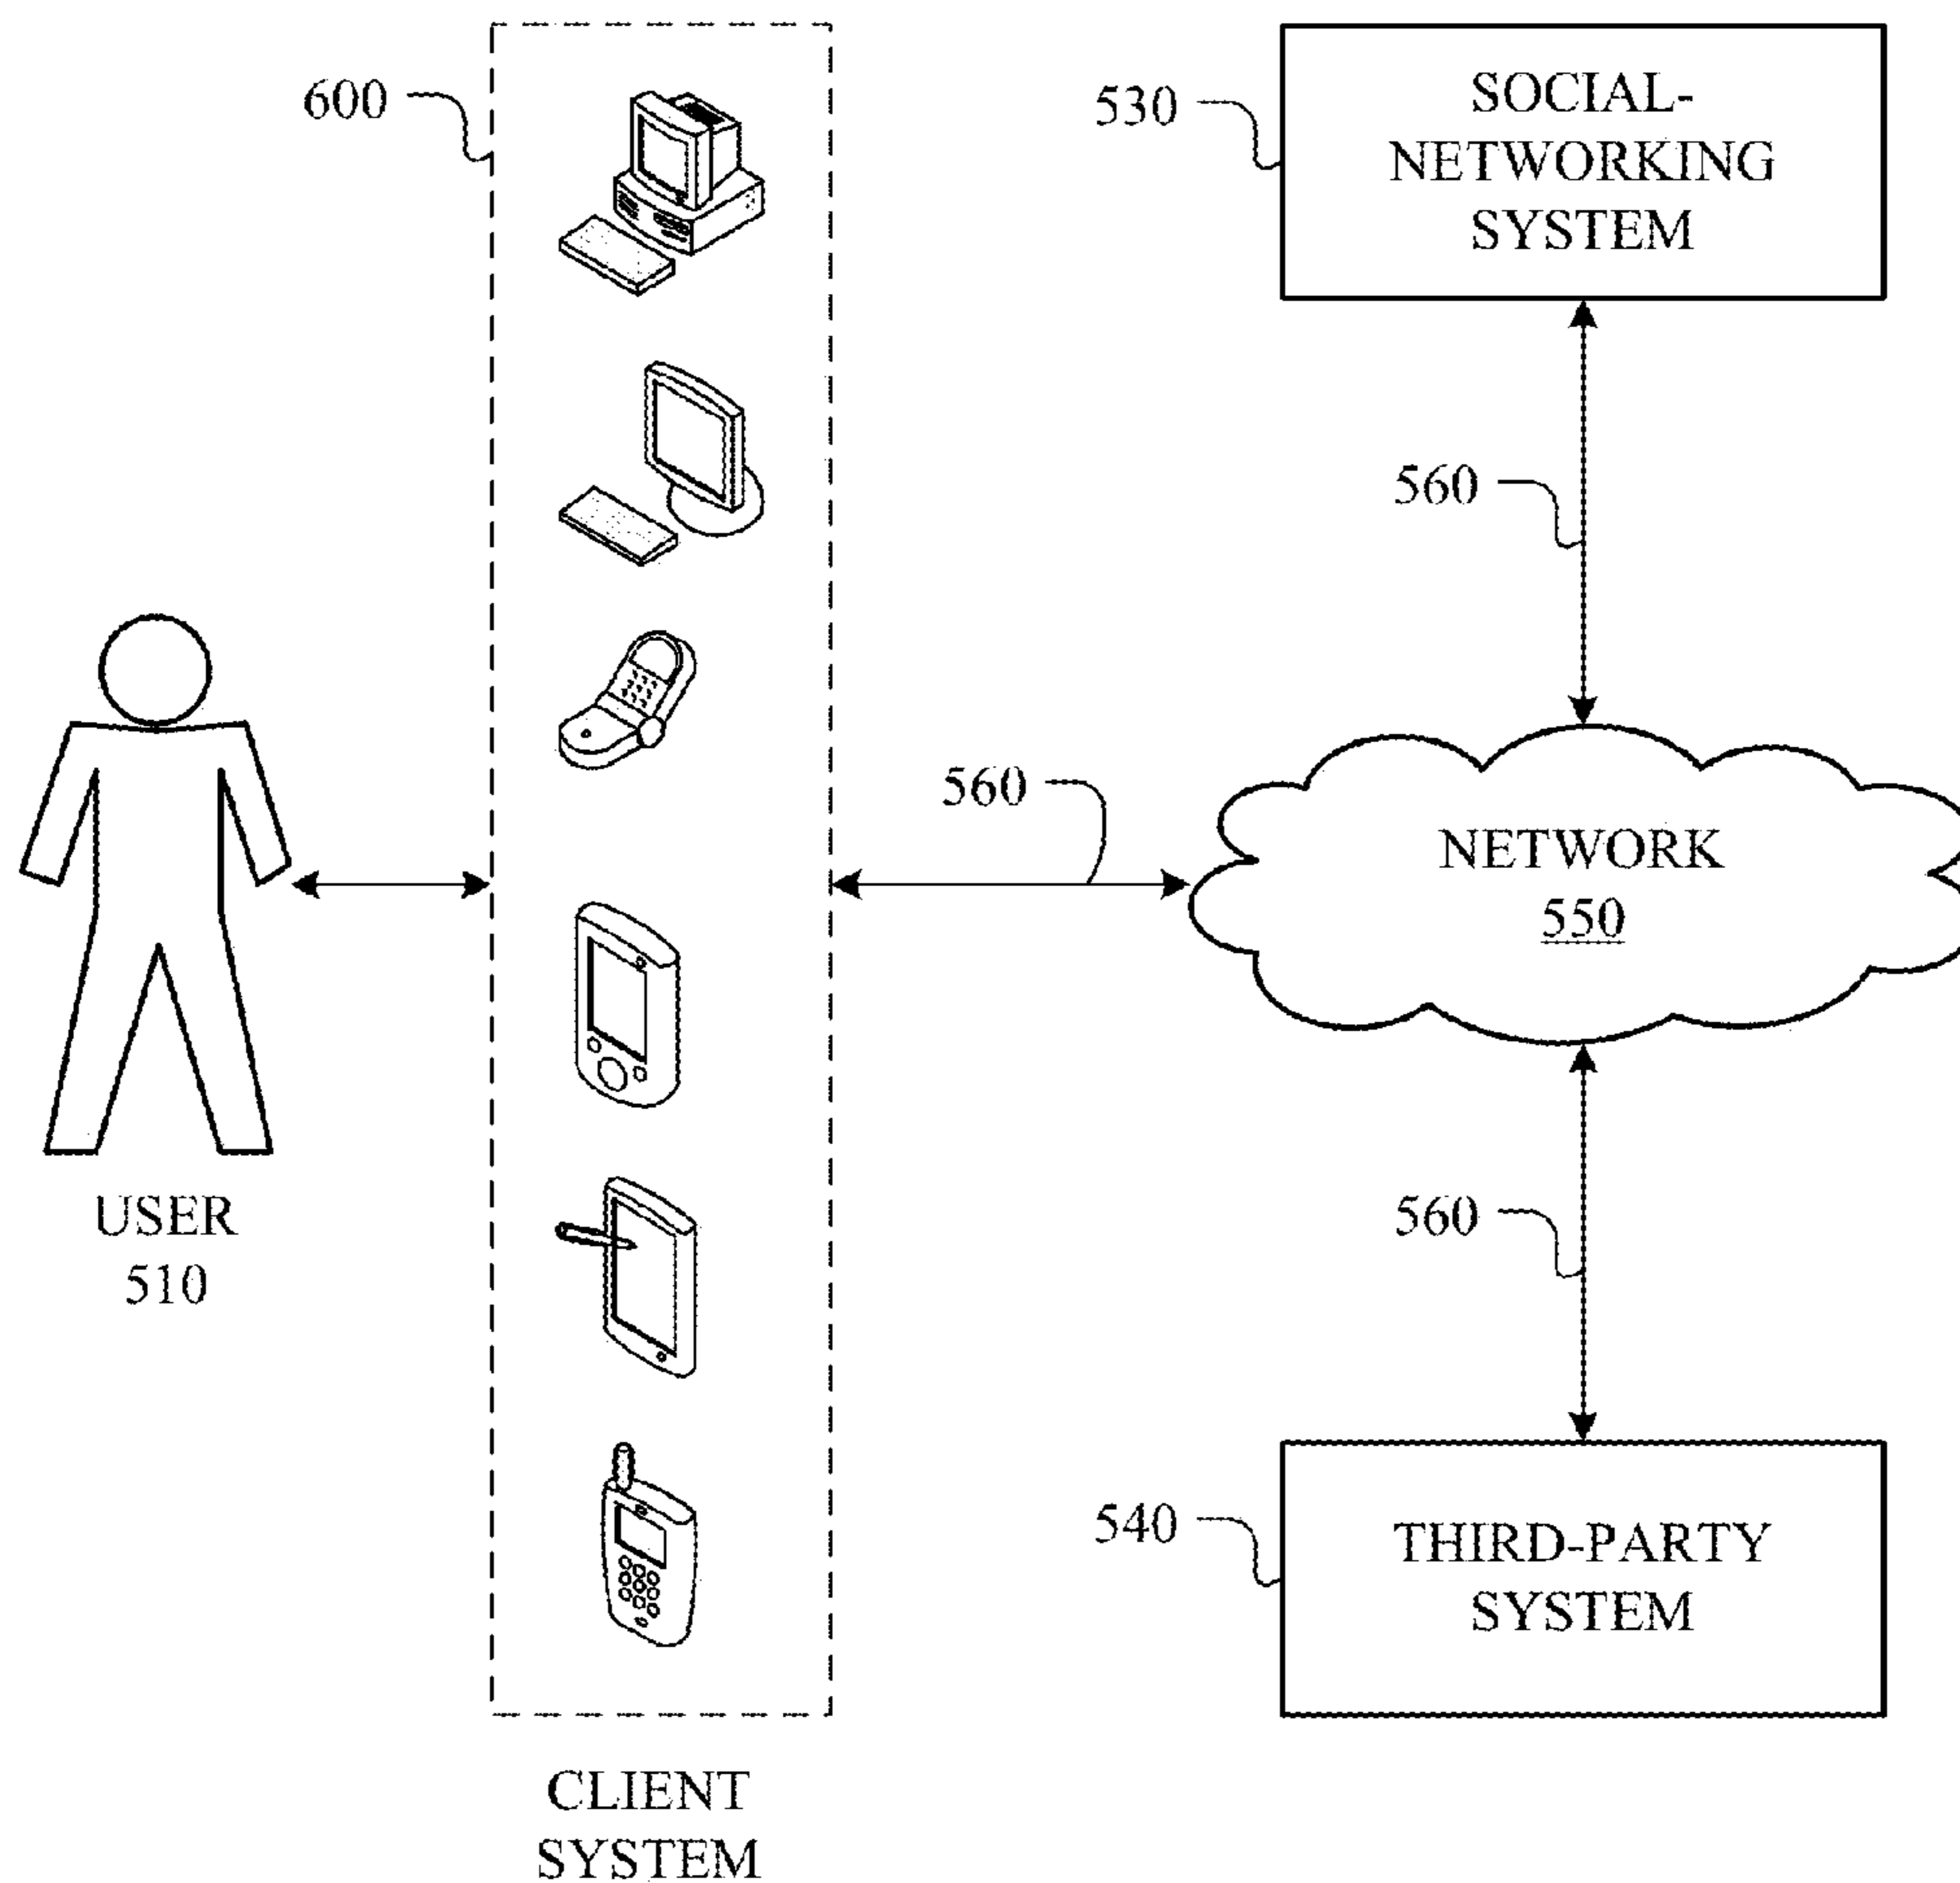 600
530
SOCIAL-
NETWORKING
SYSTEM
560
560
NETWORK
550
USER
510
560
540
THIRD-PARTY
SYSTEM
CLIENT
SYSTEM